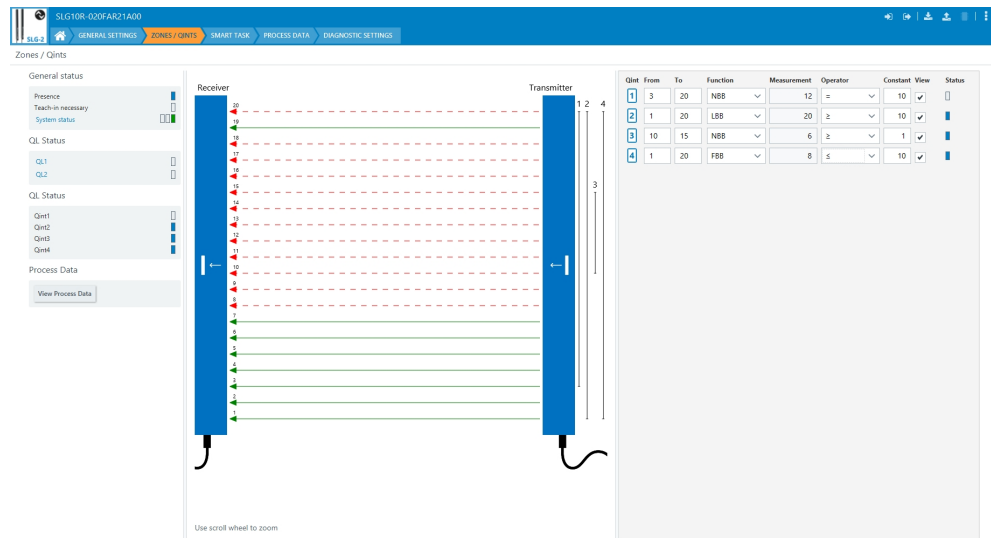 SLG10R-020FAR21A00
SLG-2
GENERAL SETTINGS ZONES / QINTS SMART TASK PROCESS DATA DIAGNOSTIC SETTINGS
Zones / Qints
General status
Presence
Teach-in necessary
System status
QL Status
QL1
QL2
QL Status
Qint1
Qint2
Qint3
Qint4
Process Data
View Process Data
Receiver Transmitter
1 2 4
3
20
19
18
17
16
15
14
13
12
11
10
9
8
7
6
5
4
3
2
1
Use scroll wheel to zoom
Qint From To Function Measurement Operator Constant View Status
1 3 20 NBB 12 = 10
2 1 20 LBB 20 ≥ 10
3 10 15 NBB 6 ≥ 1
4 1 20 FBB 8 ≤ 10